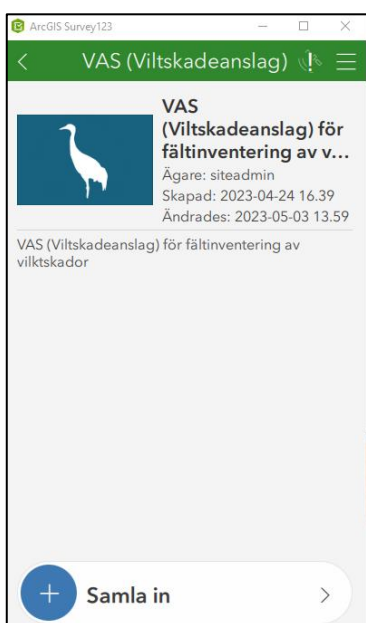 ArcGIS Survey123
VAS (Viltskadeanslag)
VAS
(Viltskadeanslag) för
fältinventering av v...
Ägare: siteadmin
Skapad: 2023-04-24 16.39
Ändrades: 2023-05-03 13.59
VAS (Viltskadeanslag) för fältinventering av
vilktskador
Samla in